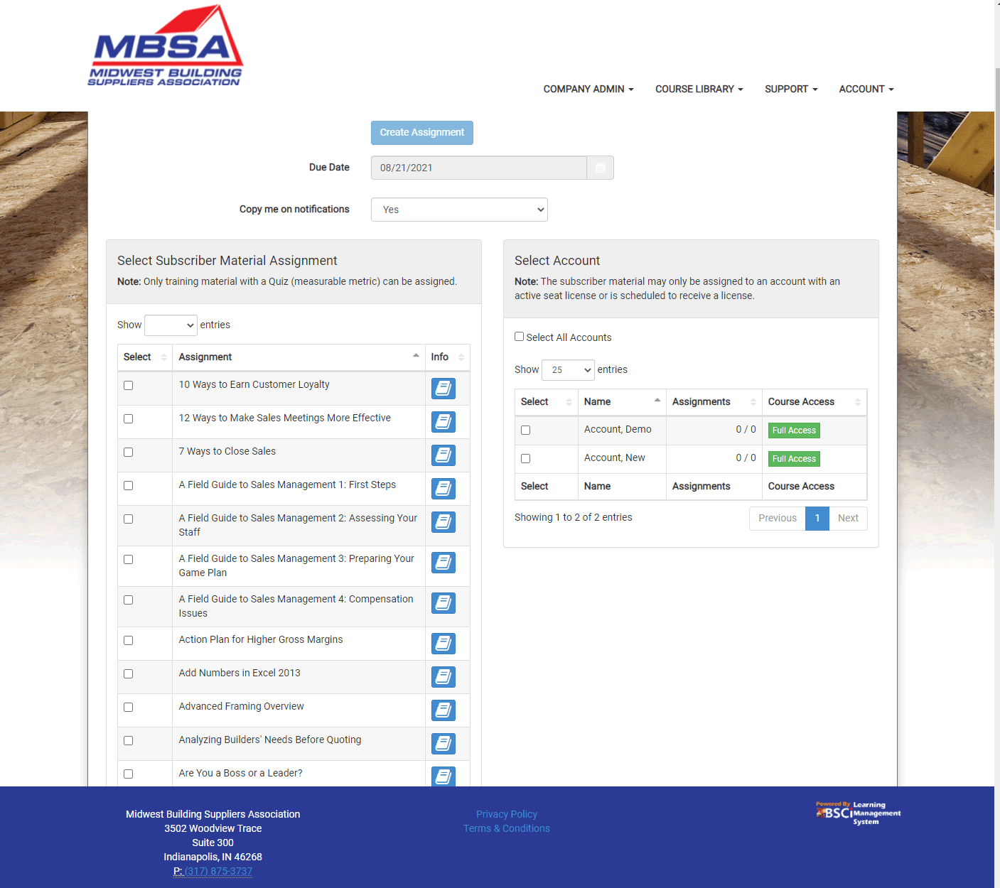 MBSA
MIDWEST BUILDING
SUPPLIERS ASSOCIATION
COMPANY ADMIN COURSE LIBRARY SUPPORT ACCOUNT
Create Assignment
Due Date 08/21/2021
Copy me on notifications Yes
Select Subscriber Material Assignment
Note: Only training material with a Quiz (measurable metric) can be assigned.
Show entries
Select Assignment Info
10 Ways to Earn Customer Loyalty
12 Ways to Make Sales Meetings More Effective
7 Ways to Close Sales
A Field Guide to Sales Management 1: First Steps
A Field Guide to Sales Management 2: Assessing Your
Staff
A Field Guide to Sales Management 3: Preparing Your
Game Plan
A Field Guide to Sales Management 4: Compensation
Issues
Action Plan for Higher Gross Margins
Add Numbers in Excel 2013
Advanced Framing Overview
Analyzing Builders' Needs Before Quoting
Are You a Boss or a Leader?
Select Account
Note: The subscriber material may only be assigned to an account with an
active seat license or is scheduled to receive a license.
Select All Accounts
Show 25 entries
Select Name Assignments Course Access
Account, Demo 0 / 0 Full Access
Account, New 0 / 0 Full Access
Select Name Assignments Course Access
Showing 1 to 2 of 2 entries
Previous 1 Next
Midwest Building Suppliers Association
3502 Woodview Trace
Suite 300
Indianapolis, IN 46268
P: (317) 875-3737
Privacy Policy
Terms & Conditions
Powered By
BSCi
Learning
Management
System